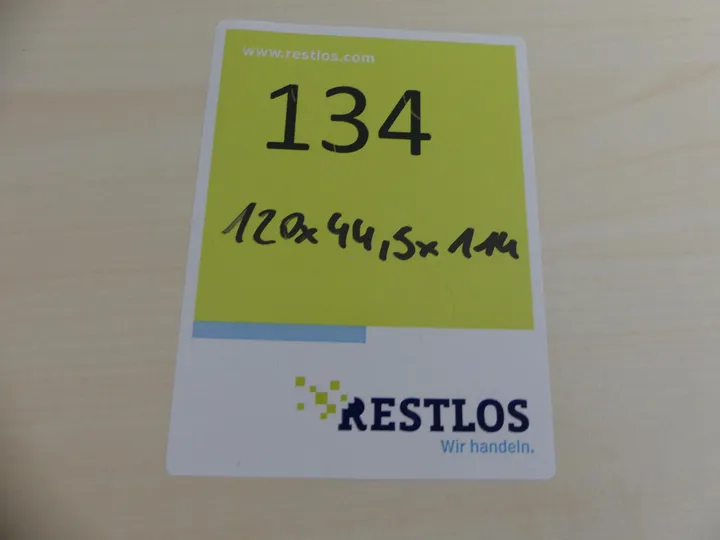 www.restlos.com
134
120x44,5x114
RESTLOS
Wir handeln.